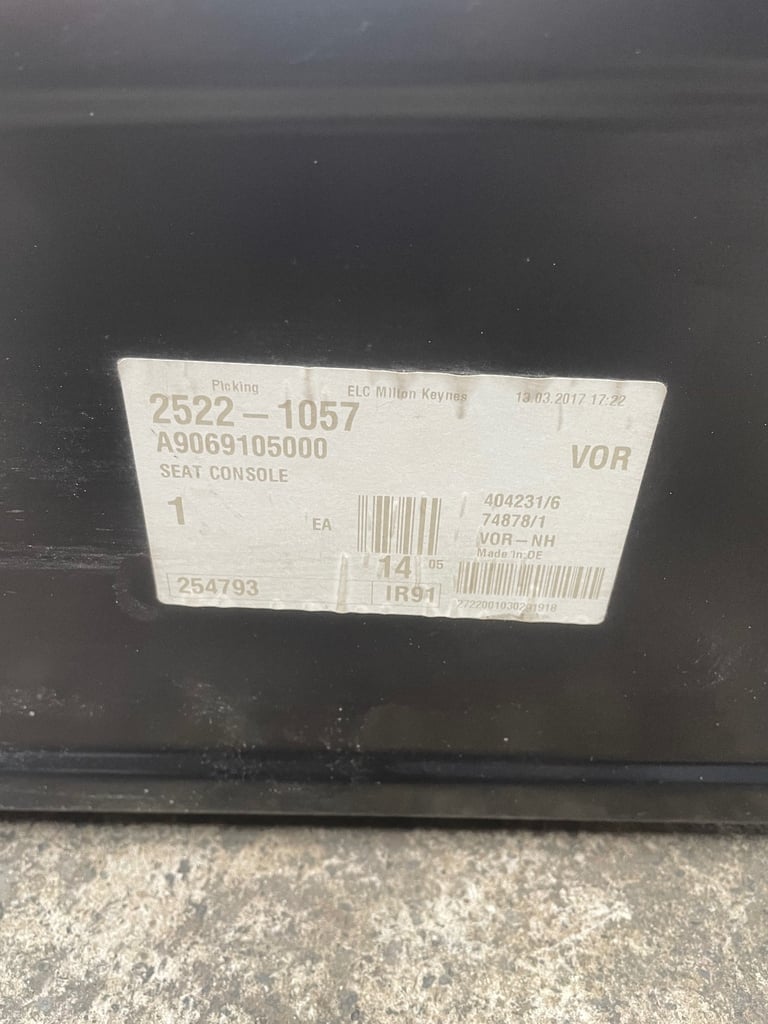 Picking ELC Milton Keynes 13.03.2017 17:22
2522-1057
A9069105000
VOR
SEAT CONSOLE
1 EA
404231/6
74878/1
VOR-NH
Made In DE
14 05
254793
IR91